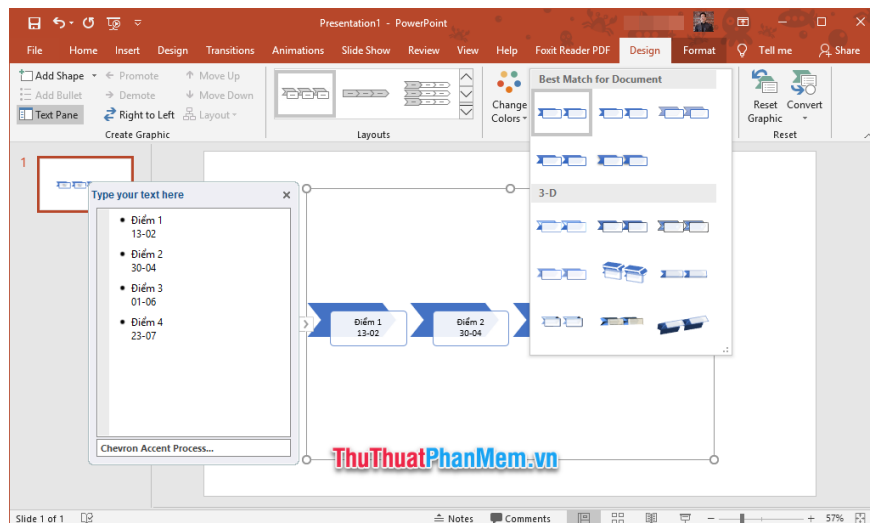 Presentation1 - PowerPoint
File Home Insert Design Transitions Animations Slide Show Review View Help Foxit Reader PDF Design Format Tell me Share
Add Shape Promote Move Up
Add Bullet Demote Move Down
Text Pane Right to Left Layout
Create Graphic
Layouts
Change
Colors
Best Match for Document
3-D
Reset
Graphic
Convert
Reset
1
Type your text here
Điểm 1
13-02
Điểm 2
30-04
Điểm 3
01-06
Điểm 4
23-07
Chevron Accent Process...
Điểm 1
13-02
Điểm 2
30-04
ThuThuatPhanMem.vn
Slide 1 of 1 Notes Comments 57%